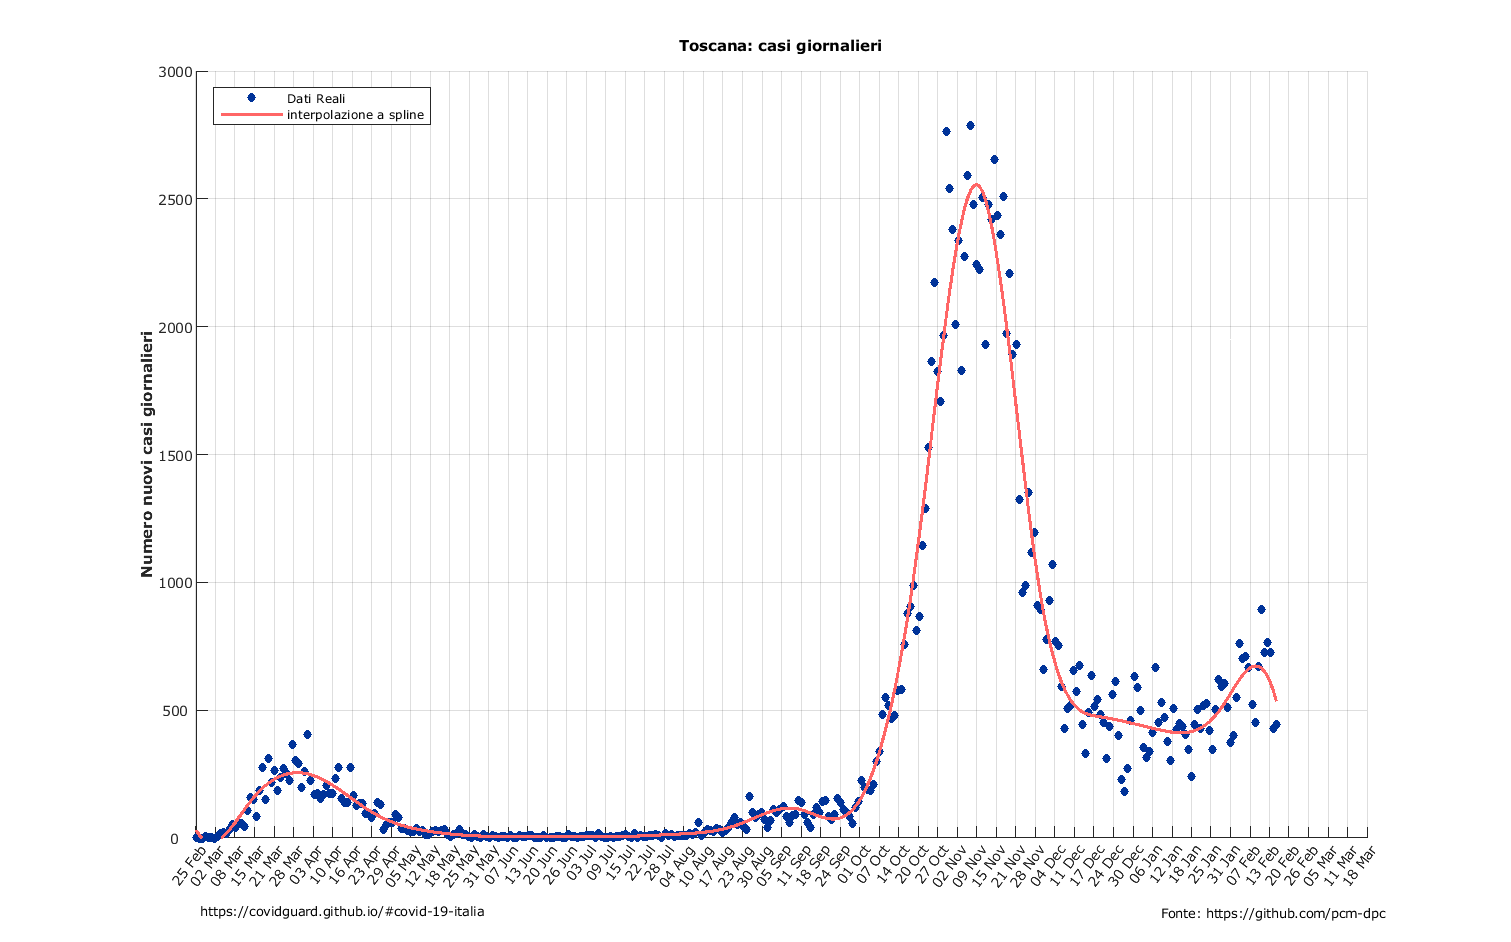 Toscana: casi giornalieri
3000
2500
2000
1500
1000
500
0
Dati Reali
interpolazione a spline
Numero nuovi casi giornalieri
25 Feb
02 Mar
08 Mar
15 Mar
21 Mar
28 Mar
03 Apr
10 Apr
16 Apr
23 Apr
29 Apr
05 May
12 May
18 May
25 May
31 May
07 Jun
13 Jun
20 Jun
26 Jun
03 Jul
09 Jul
15 Jul
22 Jul
28 Jul
04 Aug
10 Aug
17 Aug
23 Aug
30 Aug
05 Sep
11 Sep
18 Sep
24 Sep
01 Oct
07 Oct
14 Oct
20 Oct
27 Oct
02 Nov
09 Nov
15 Nov
21 Nov
28 Nov
04 Dec
11 Dec
17 Dec
24 Dec
30 Dec
06 Jan
12 Jan
18 Jan
25 Jan
31 Jan
07 Feb
13 Feb
20 Feb
26 Feb
05 Mar
11 Mar
18 Mar
https://covidguard.github.io/#covid-19-italia
Fonte: https://github.com/pcm-dpc